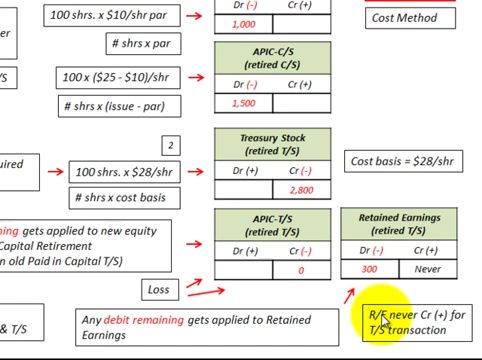 Dr (-) Cr (+)
100 shrs. x $10/shr par
1,000
Cost Method
# shrs x par
er
APIC-C/S
(retired C/S)
/S
100 x ($25 - $10)/shr
Dr (-) Cr (+)
# shrs x (issue - par)
1,500
2
Treasury Stock
(retired T/S)
uired
100 shrs. x $28/shr
Dr (+) Cr (-)
Cost basis = $28/shr
# shrs x cost basis
2,800
ning gets applied to new equity
Capital Retirement
n old Paid in Capital T/S)
APIC-T/S
(retired T/S)
Dr (+) Cr (-)
0
Retained Earnings
(retired T/S)
Dr (-) Cr (+)
300 Never
Loss
& T/S
Any debit remaining gets applied to Retained
Earnings
R/E never Cr (+) for
T/S transaction